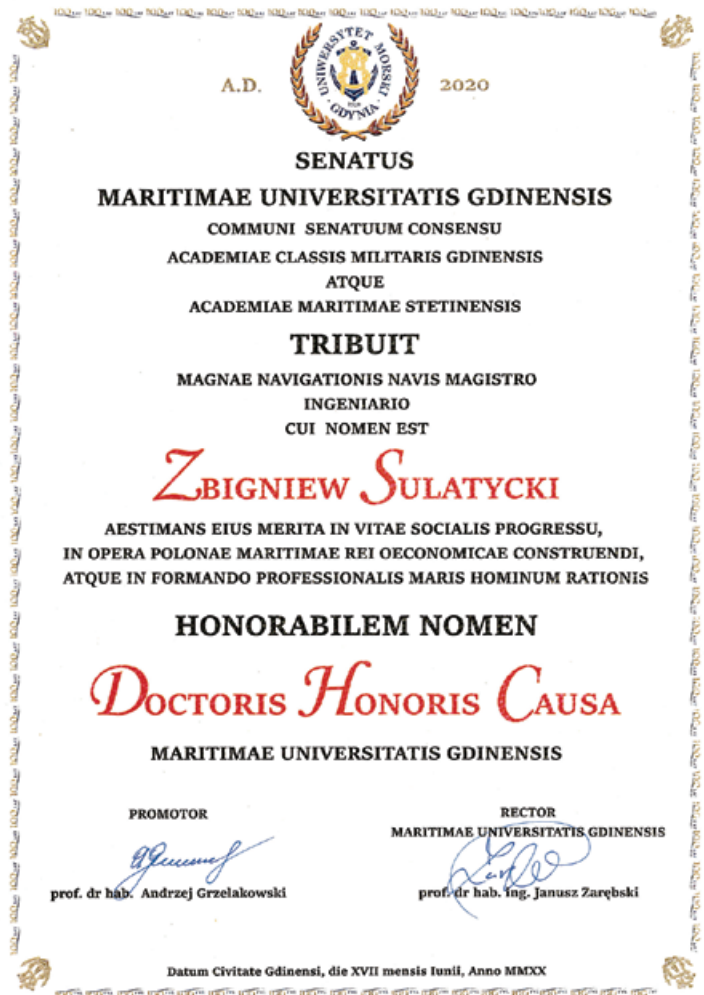 A.D. 2020
UNIWERSYTET MORSKI
GDYNIA
SENATUS
MARITIMAE UNIVERSITATIS GDINENSIS
COMMUNI SENATUUM CONSENSU
ACADEMIAE CLASSIS MILITARIS GDINENSIS
ATQUE
ACADEMIAE MARITIMAE STETINENSIS
TRIBUIT
MAGNAE NAVIGATIONIS NAVIS MAGISTRO
INGENIARIO
CUI NOMEN EST
ZBIGNIEW SULATYCKI
AESTIMANS EIUS MERITA IN VITAE SOCIALIS PROGRESSU,
IN OPERA POLONAE MARITIMAE REI OECONOMICAE CONSTRUENDI,
ATQUE IN FORMANDO PROFESSIONALIS MARIS HOMINUM RATIONIS
HONORABILEM NOMEN
DOCTORIS HONORIS CAUSA
MARITIMAE UNIVERSITATIS GDINENSIS
PROMOTOR
prof. dr hab. Andrzej Grzelakowski
RECTOR
MARITIMAE UNIVERSITATIS GDINENSIS
prof. dr hab. ing. Janusz Zarębski
Datum Civitate Gdinensi, die XVII mensis Iunii, Anno MMXX